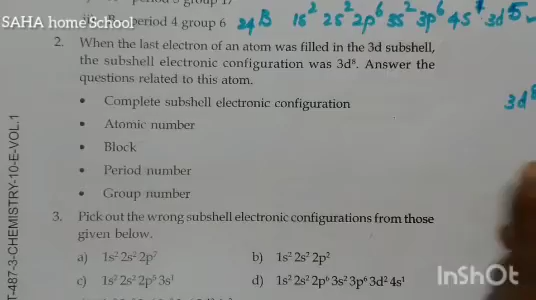 period 3 group 17
SAHA home School
period 4 group 6 24B 1s² 2s² 2p⁶ 3s² 3p⁶ 4s¹ 3d⁵
2. When the last electron of an atom was filled in the 3d subshell,
the subshell electronic configuration was 3d⁸. Answer the
questions related to this atom.
• Complete subshell electronic configuration
3d⁸
• Atomic number
• Block
• Period number
• Group number
3. Pick out the wrong subshell electronic configurations from those
given below.
a) 1s² 2s² 2p⁷ b) 1s² 2s² 2p²
c) 1s² 2s² 2p⁵ 3s¹ d) 1s² 2s² 2p⁶ 3s² 3p⁶ 3d² 4s¹
T-487-3-CHEMISTRY-10-E-VOL.1
InShOt